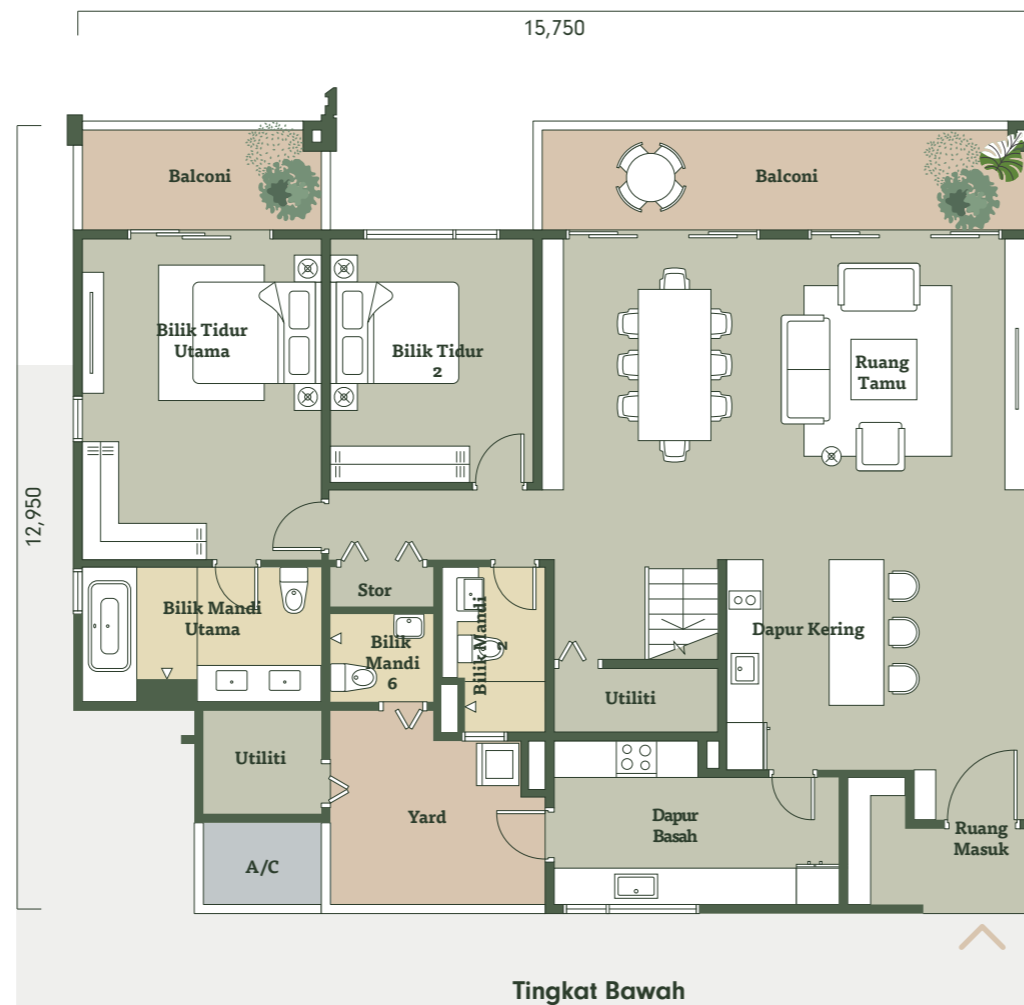 15,750
Balconi
Balconi
Bilik Tidur
Utama
Bilik Tidur
2
Ruang
Tamu
12,950
Stor
Bilik Mandi
Utama
Bilik
Mandi
6
Bilik Mandi
2
Dapur Kering
Utiliti
Utiliti
Yard
Dapur
Basah
Ruang
Masuk
A/C
Tingkat Bawah